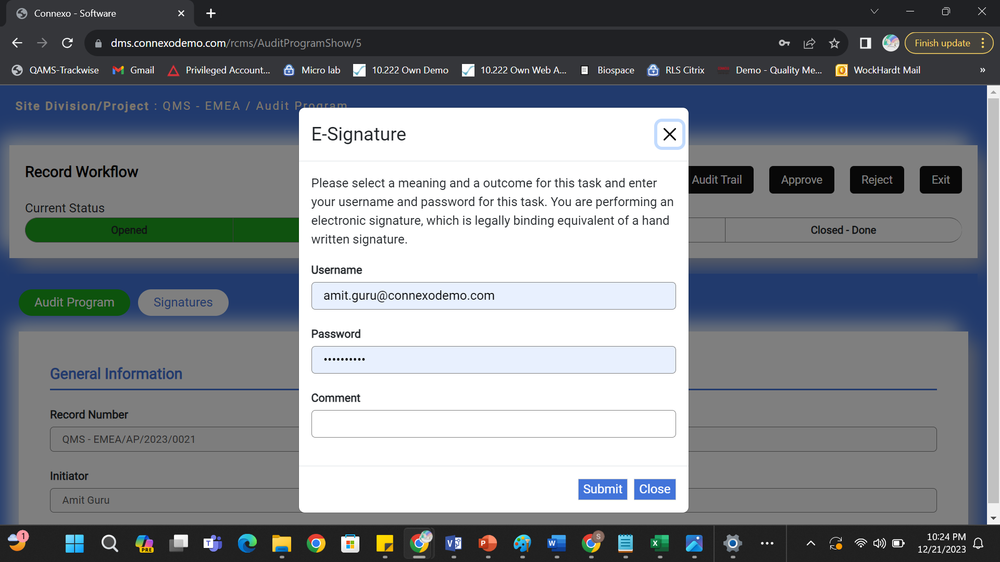 Connexo - Software
dms.connexodemo.com/rcms/AuditProgramShow/5
Finish update
QAMS-Trackwise
Gmail
Privileged Account...
Micro lab
10.222 Own Demo
10.222 Own Web A...
Biospace
RLS Citrix
Demo - Quality Me...
WockHardt Mail
»
Site Division/Project : QMS - EMEA / Audit Program
E-Signature
Record Workflow
Audit Trail
Approve
Reject
Exit
Please select a meaning and a outcome for this task and enter
your username and password for this task. You are performing an
electronic signature, which is legally binding equivalent of a hand
written signature.
Current Status
Opened
Closed - Done
Username
amit.guru@connexodemo.com
Audit Program
Signatures
Password
••••••••••
General Information
Comment
Record Number
QMS - EMEA/AP/2023/0021
Initiator
Amit Guru
Submit
Close
1
PRE
10:24 PM
12/21/2023